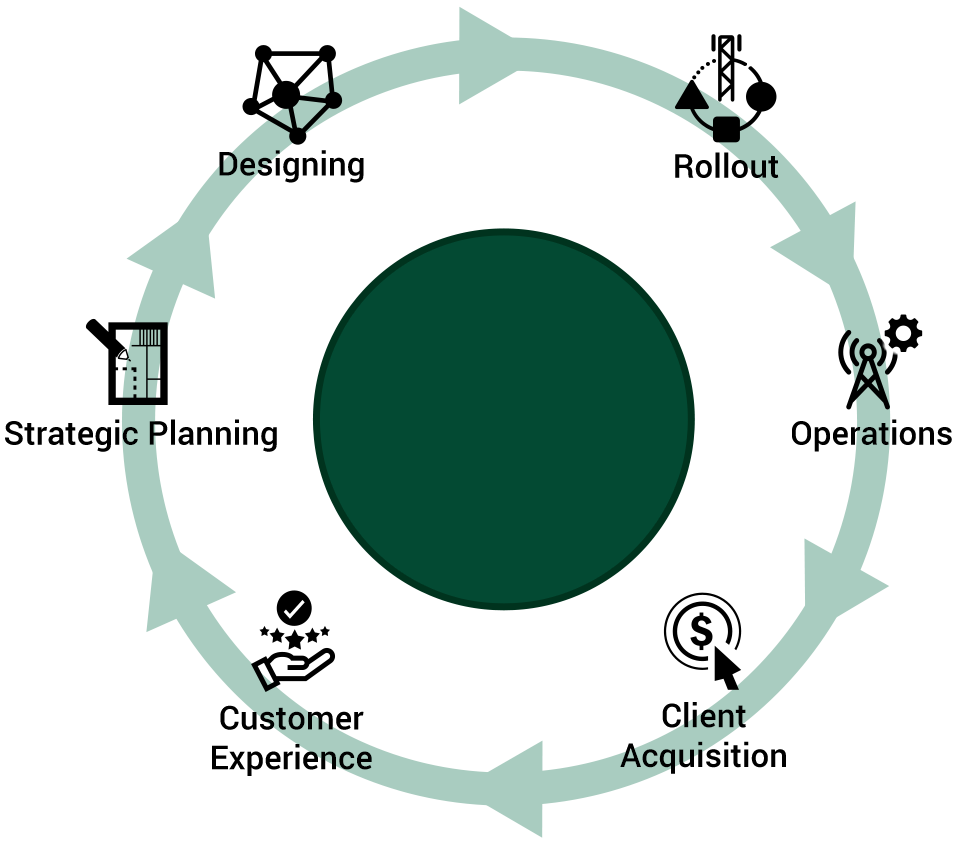 Designing
Rollout
Strategic Planning
Operations
$
Customer
Experience
Client
Acquisition